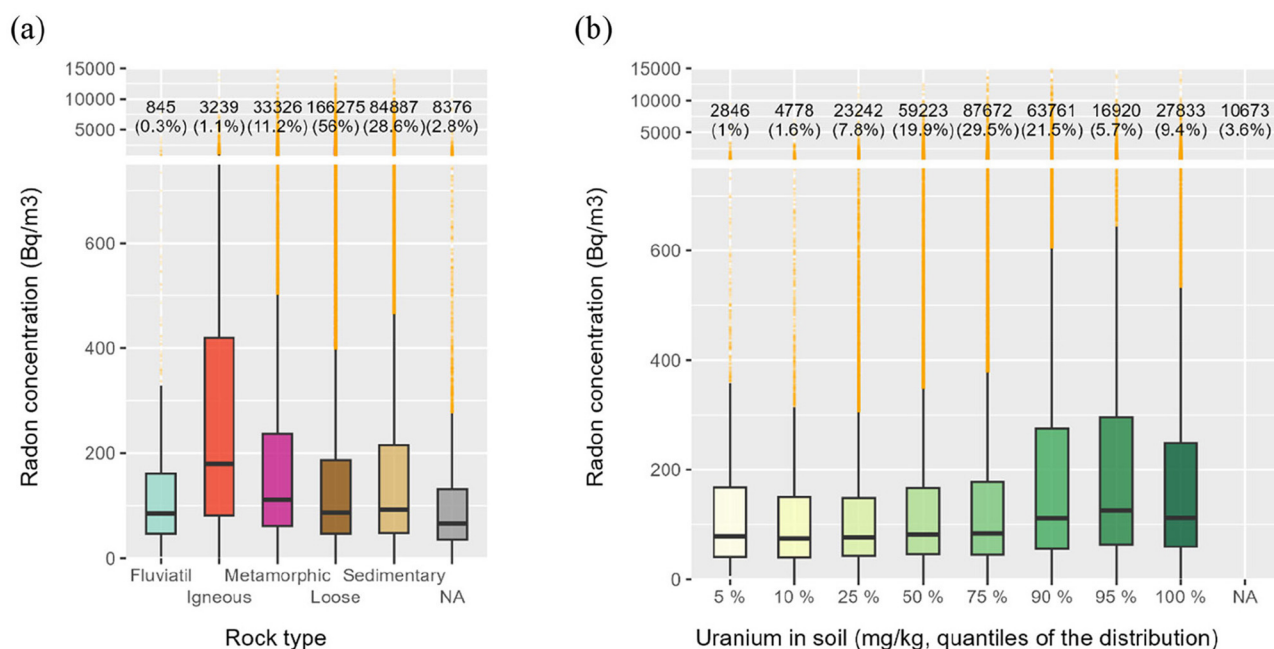 (a)
15000
10000
5000
845 3239 33326 166275 84887 8376
(0.3%) (1.1%) (11.2%) (56%) (28.6%) (2.8%)
600
400
200
0
Radon concentration (Bq/m3)
Fluviatil Metamorphic Sedimentary
Igneous Loose NA
Rock type
(b)
15000
10000
5000
2846 4778 23242 59223 87672 63761 16920 27833 10673
(1%) (1.6%) (7.8%) (19.9%) (29.5%) (21.5%) (5.7%) (9.4%) (3.6%)
600
400
200
0
Radon concentration (Bq/m3)
5 % 10 % 25 % 50 % 75 % 90 % 95 % 100 % NA
Uranium in soil (mg/kg, quantiles of the distribution)